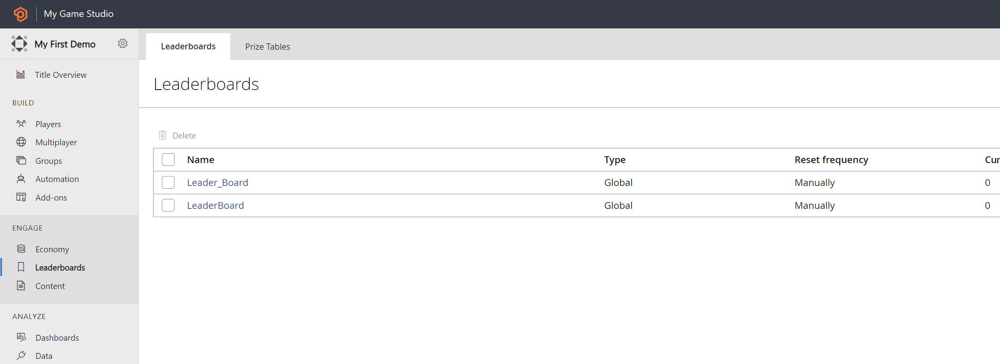 My Game Studio
My First Demo
Leaderboards
Prize Tables
Title Overview
Leaderboards
BUILD
Players
Multiplayer
Groups
Automation
Add-ons
Delete
Name Type Reset frequency Cur
Leader_Board Global Manually 0
LeaderBoard Global Manually 0
ENGAGE
Economy
Leaderboards
Content
ANALYZE
Dashboards
Data